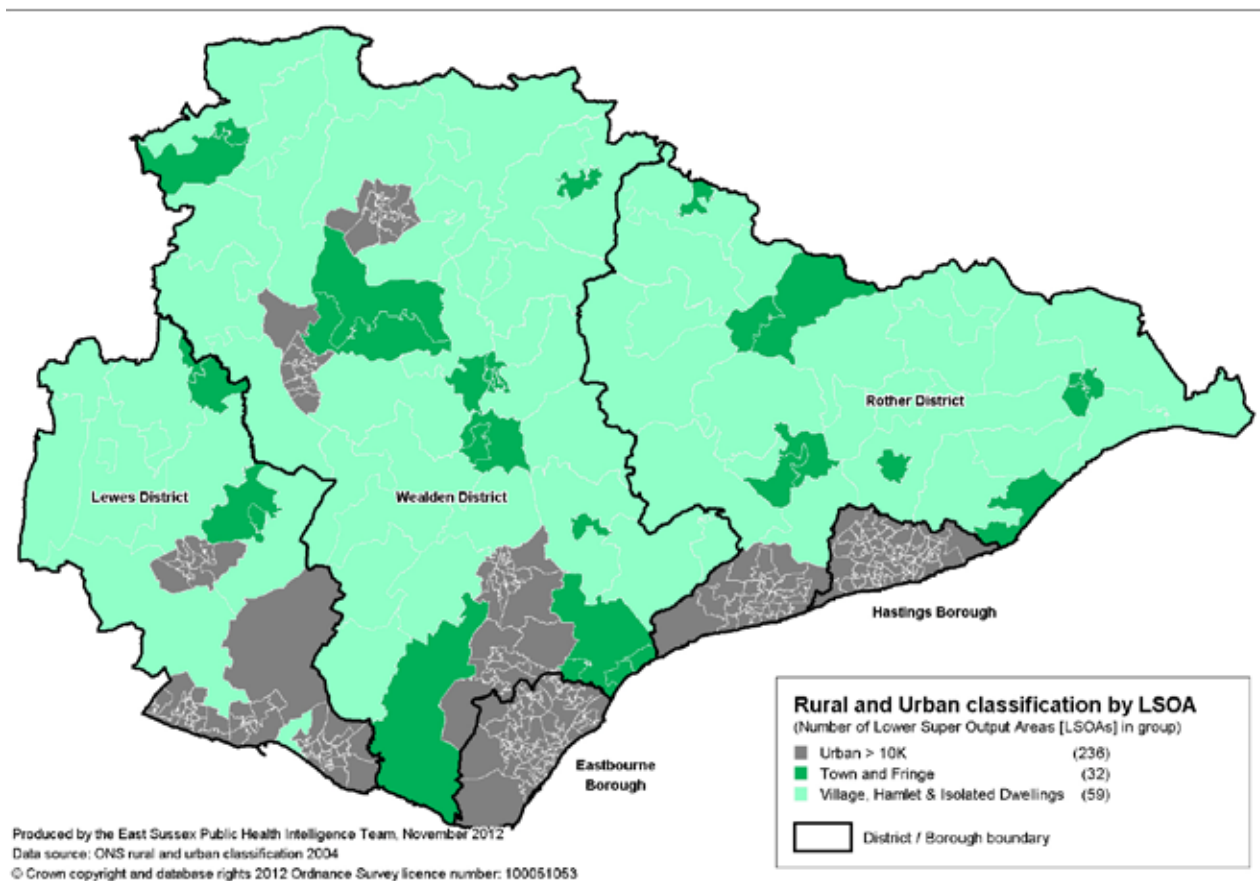 Rother District
Lewes District
Wealden District
Hastings Borough
Eastbourne
Borough
Rural and Urban classification by LSOA
(Number of Lower Super Output Areas [LSOAs] in group)
Urban > 10K (236)
Town and Fringe (32)
Village, Hamlet & Isolated Dwellings (59)
District / Borough boundary
Produced by the East Sussex Public Health Intelligence Team, November 2012
Data source: ONS rural and urban classification 2004
© Crown copyright and database rights 2012 Ordnance Survey licence number: 100051053